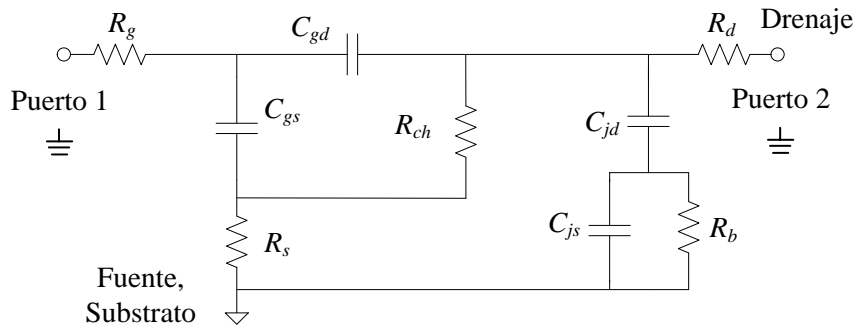 Rg
Cgd
Rd
Drenaje
Puerto 1
Cgs
Rch
Cjd
Puerto 2
Rs
Cjs
Rb
Fuente,
Substrato